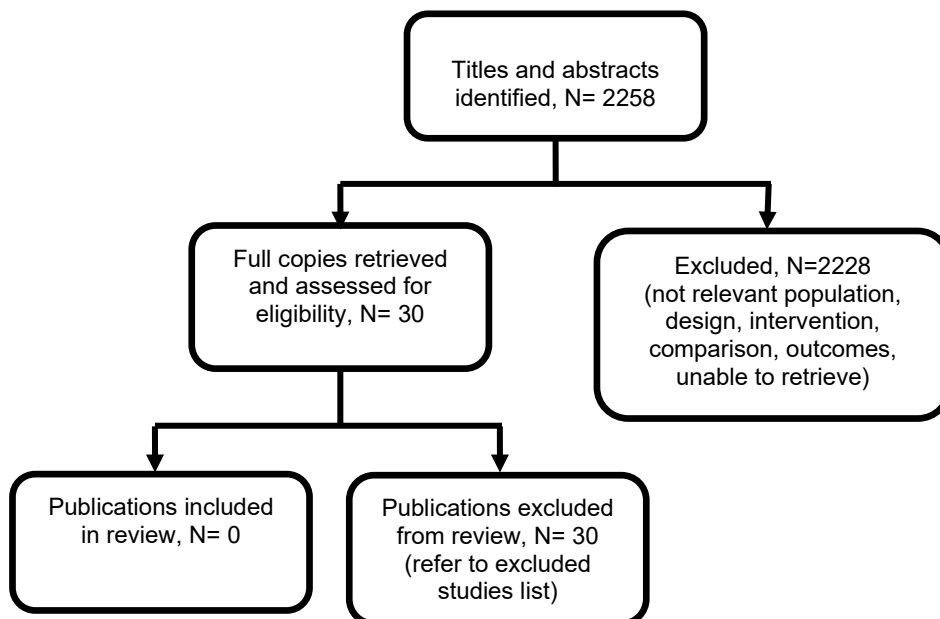 Titles and abstracts
identified, N= 2258
Full copies retrieved
and assessed for
eligibility, N= 30
Excluded, N=2228
(not relevant population,
design, intervention,
comparison, outcomes,
unable to retrieve)
Publications included
in review, N= 0
Publications excluded
from review, N= 30
(refer to excluded
studies list)